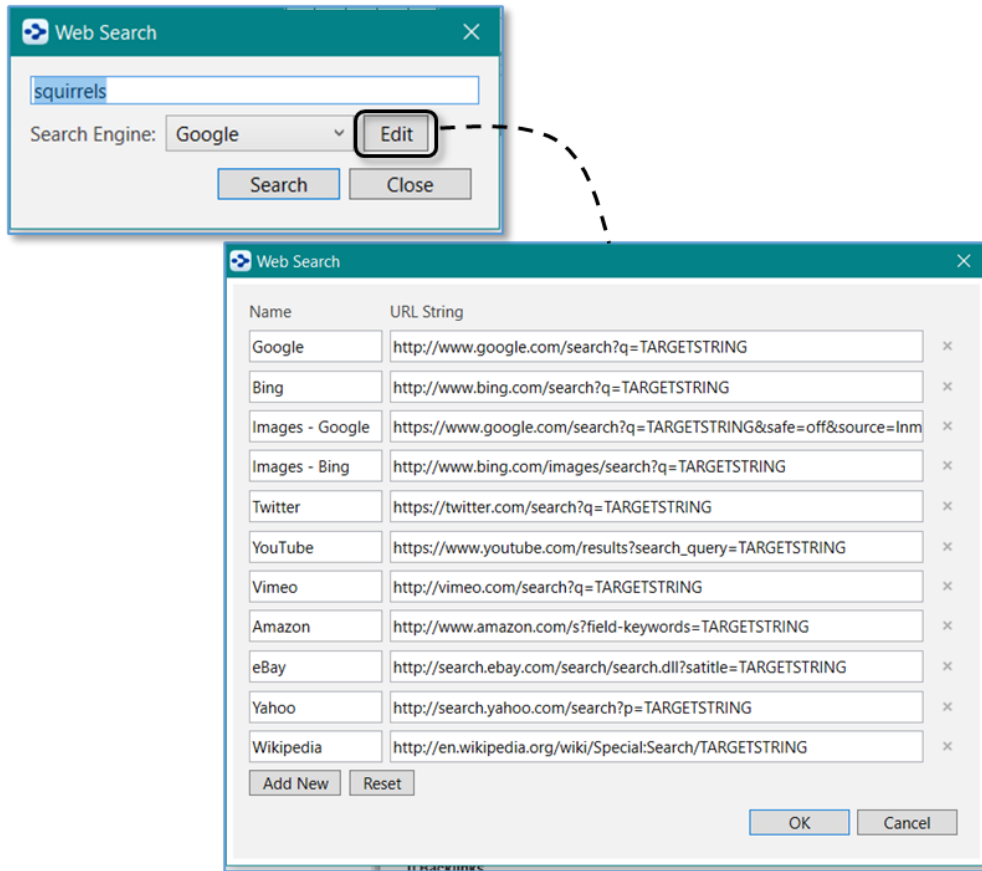 Web Search
squirrels
Search Engine: Google Edit
Search Close
Web Search
Name URL String
Google http://www.google.com/search?q=TARGETSTRING
Bing http://www.bing.com/search?q=TARGETSTRING
Images - Google https://www.google.com/search?q=TARGETSTRING&safe=off&source=lnm
Images - Bing http://www.bing.com/images/search?q=TARGETSTRING
Twitter https://twitter.com/search?q=TARGETSTRING
YouTube https://www.youtube.com/results?search_query=TARGETSTRING
Vimeo http://vimeo.com/search?q=TARGETSTRING
Amazon http://www.amazon.com/s?field-keywords=TARGETSTRING
eBay http://search.ebay.com/search/search.dll?satitle=TARGETSTRING
Yahoo http://search.yahoo.com/search?p=TARGETSTRING
Wikipedia http://en.wikipedia.org/wiki/Special:Search/TARGETSTRING
Add New Reset
OK Cancel